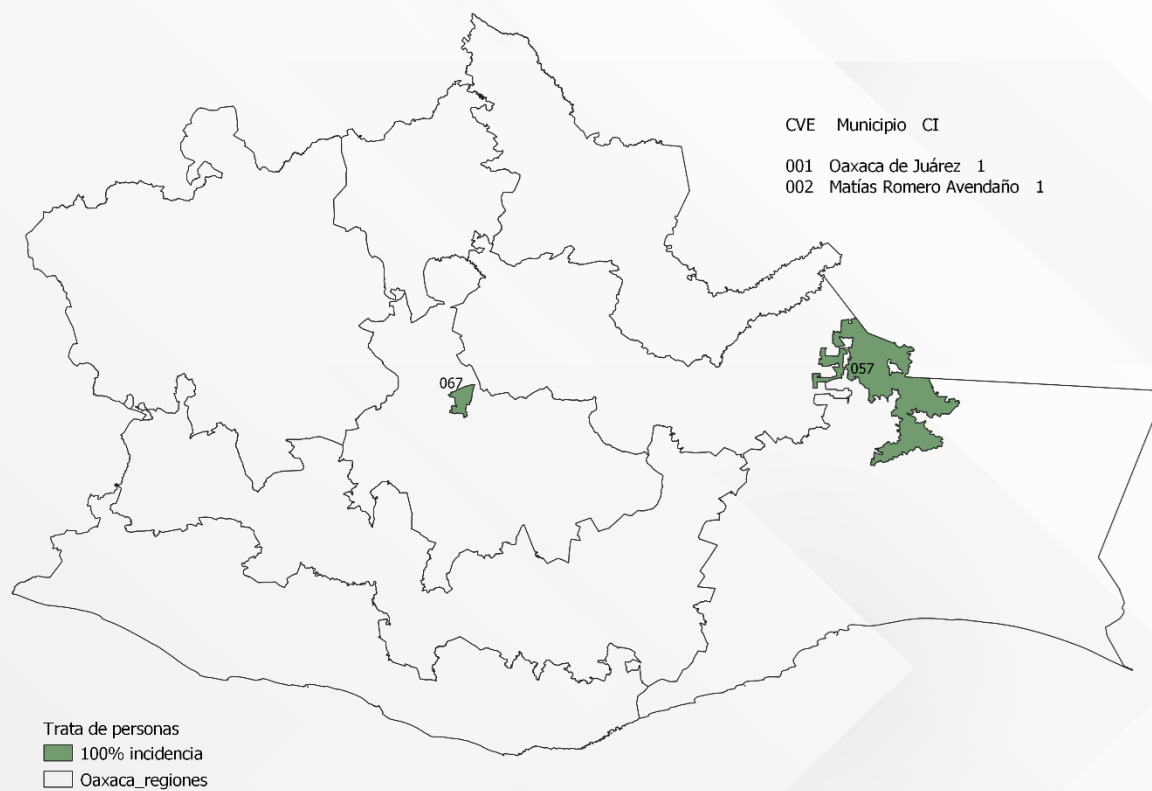 CVE Municipio CI
001 Oaxaca de Juárez 1
002 Matías Romero Avendaño 1
057
067
Trata de personas
100% incidencia
Oaxaca_regiones